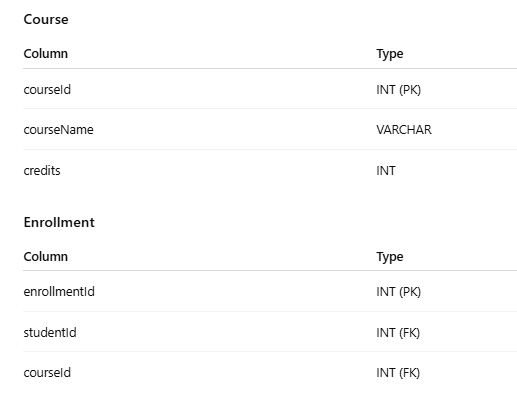 Course
Column Type
courseId INT (PK)
courseName VARCHAR
credits INT
Enrollment
Column Type
enrollmentId INT (PK)
studentId INT (FK)
courseId INT (FK)